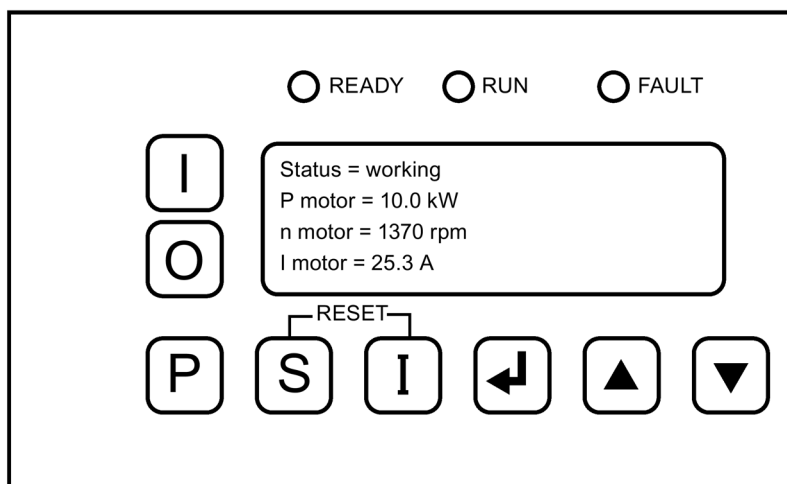 READY RUN FAULT
I
Status = working
P motor = 10.0 kW
n motor = 1370 rpm
I motor = 25.3 A
O
RESET
P S I